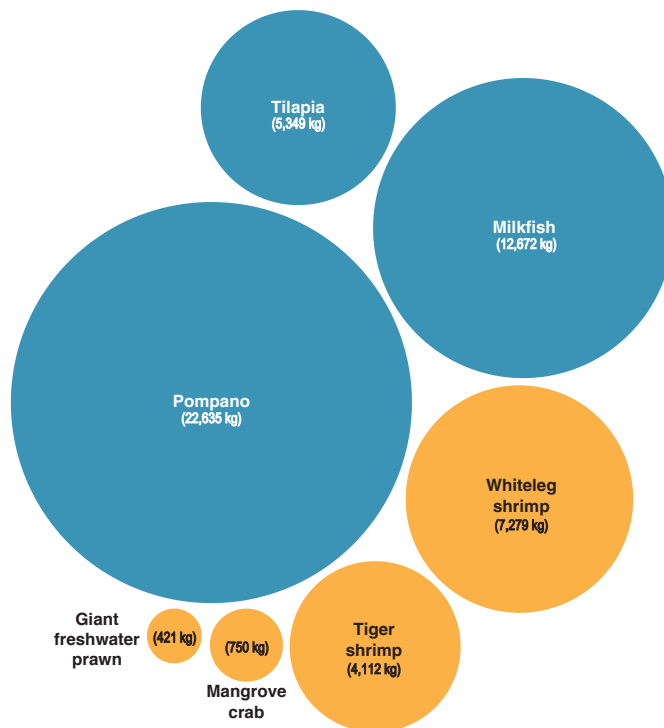 Tilapia
(5,349 kg)
Milkfish
(12,672 kg)
Pompano
(22,635 kg)
Whiteleg
shrimp
(7,279 kg)
Giant
freshwater
prawn
(421 kg)
(750 kg)
Mangrove
crab
Tiger
shrimp
(4,112 kg)